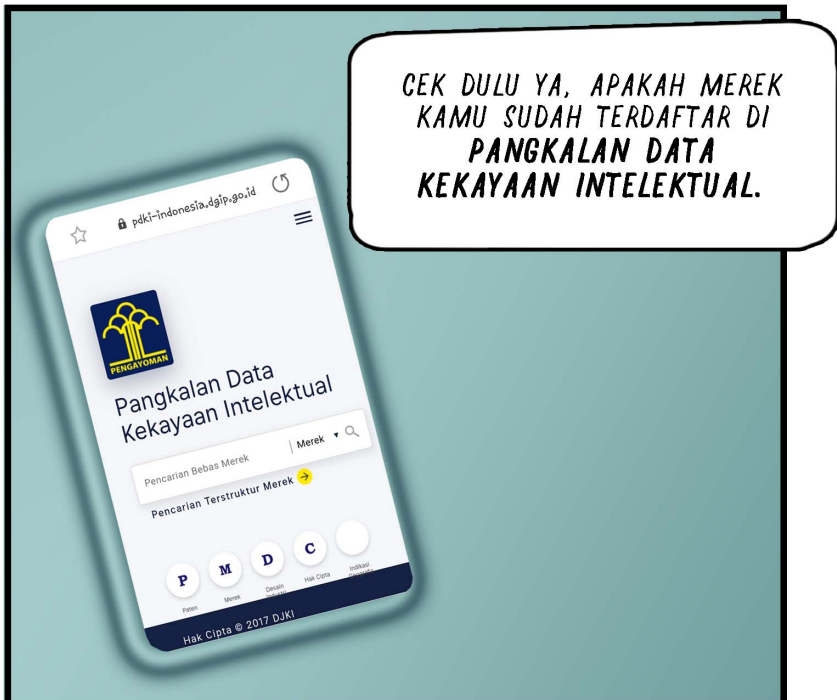 CEK DULU YA, APAKAH MEREK
KAMU SUDAH TERDAFTAR DI
PANGKALAN DATA
KEKAYAAN INTELEKTUAL.
pdki-indonesia.dgip.go.id
PENGAYOMAN
Pangkalan Data
Kekayaan Intelektual
Pencarian Bebas Merek | Merek
Pencarian Terstruktur Merek
P M D C
Paten Merek Desain Hak Cipta Indikasi
Hak Cipta © 2017 DJKI